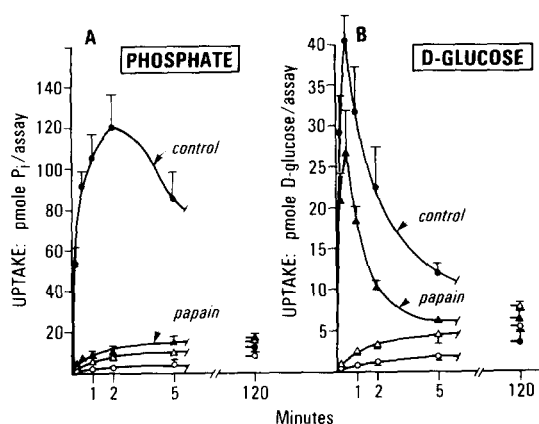 A
PHOSPHATE
UPTAKE: pmole Pi/assay
140
120
100
80
60
40
20
control
papain
1 2 5 120
B
D-GLUCOSE
UPTAKE: pmole D-glucose/assay
40
35
30
25
20
15
10
5
control
papain
1 2 5 120
Minutes